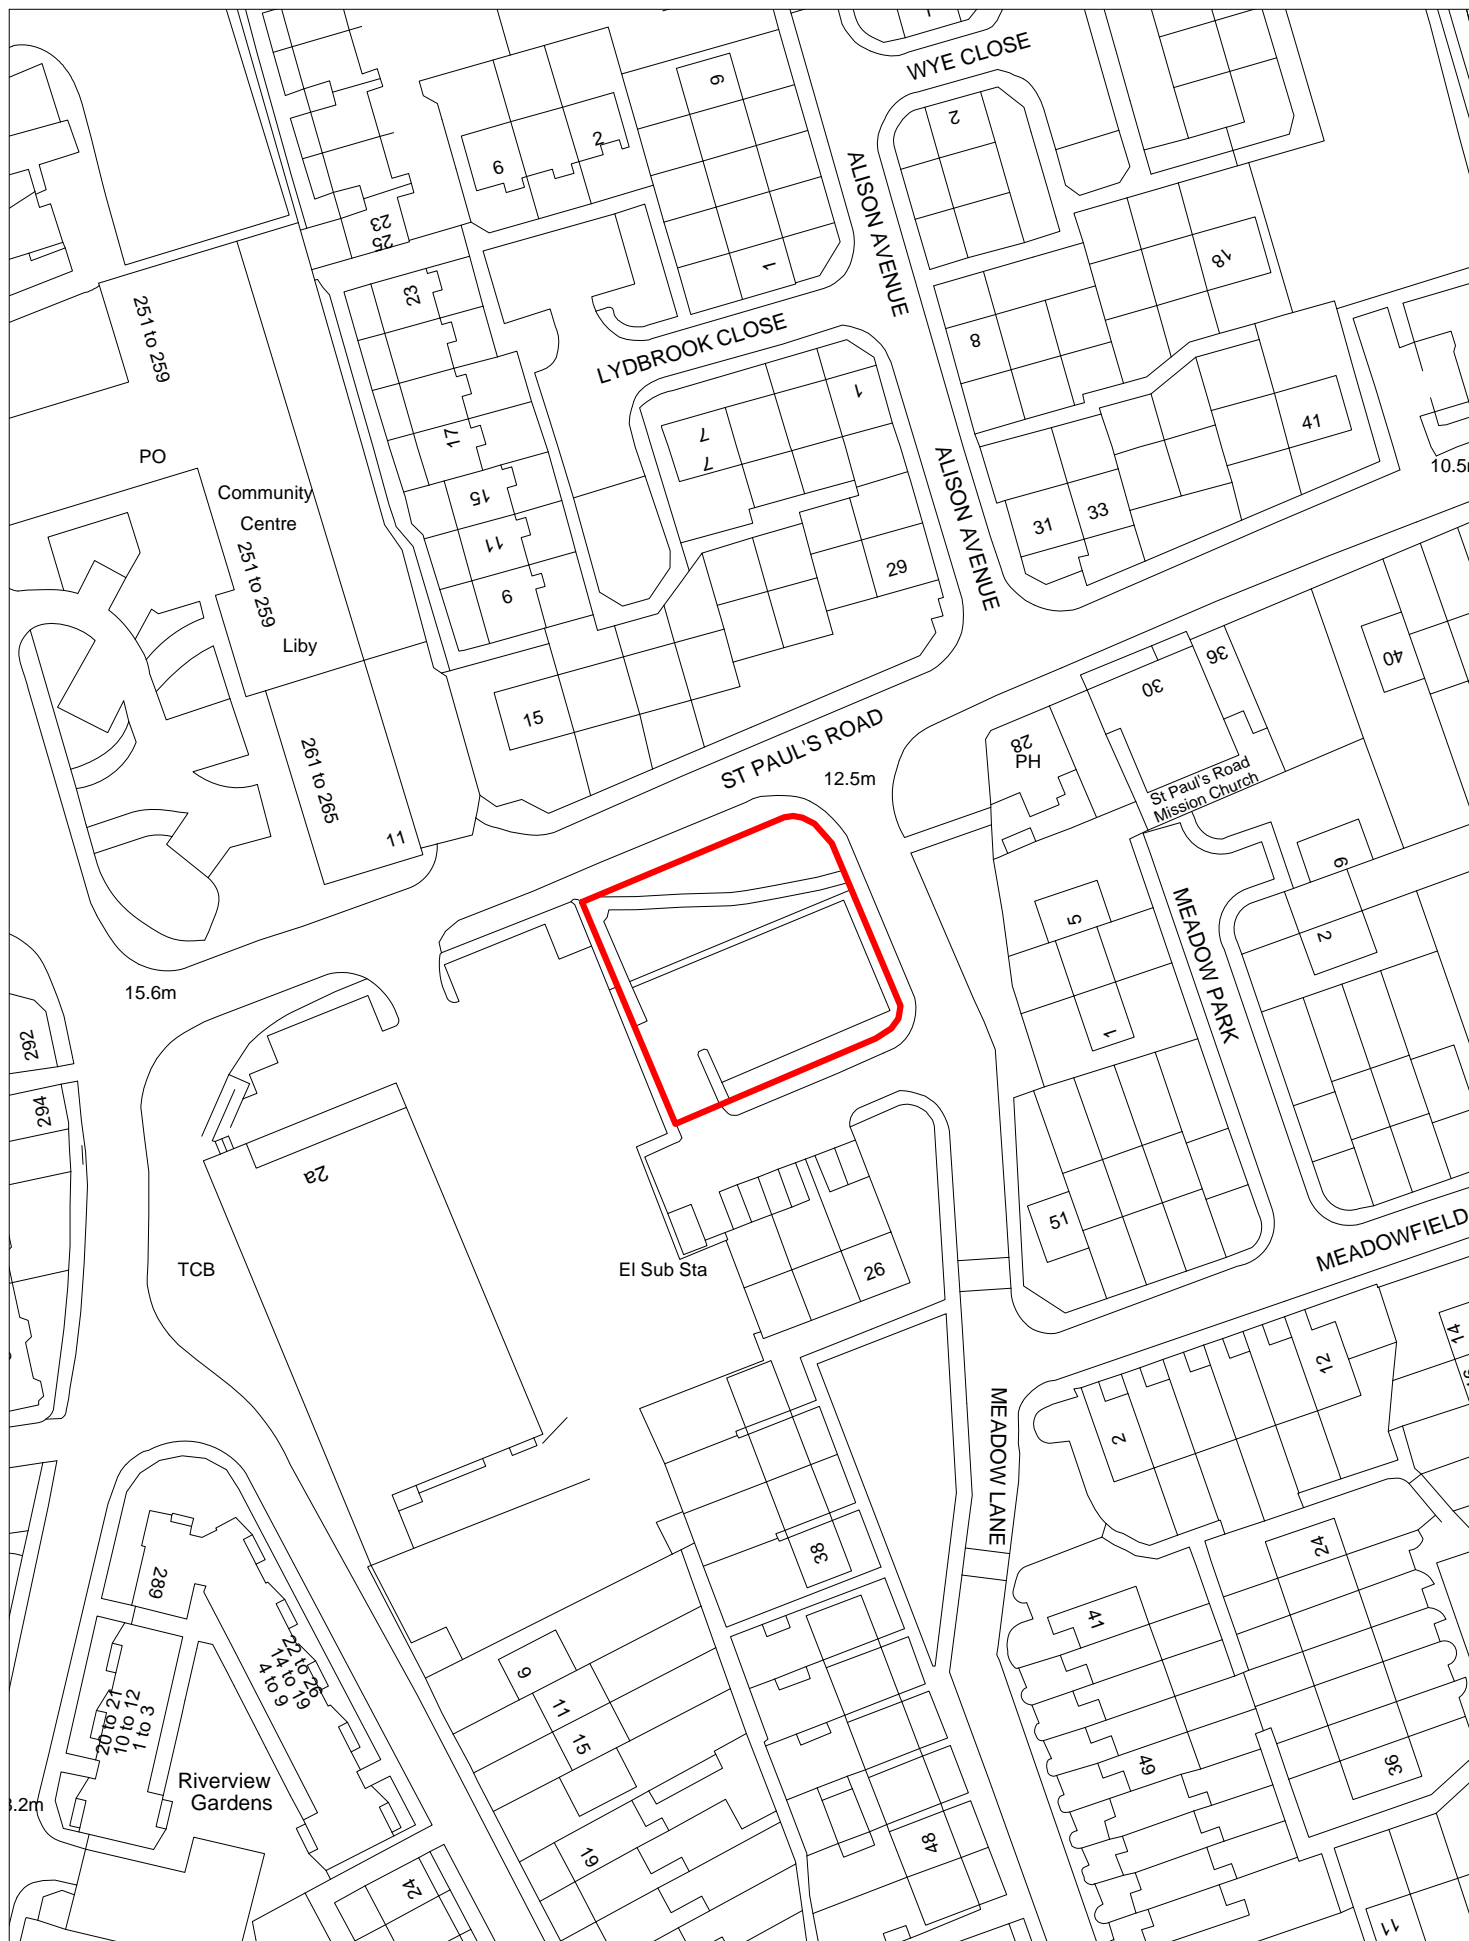 WYE CLOSE
9
2
2
6
ALISON AVENUE
23
25
1
18
23
251 to 259
LYDBROOK CLOSE
8
1
41
7
7
17
PO
ALISON AVENUE
Community
Centre
15
31
33
11
251 to 259
29
9
Liby
36
40
30
15
ST PAUL'S ROAD
28
PH
12.5m
St Paul's Road
Mission Church
261 to 265
11
9
5
MEADOW PARK
2
15.6m
292
1
294
2a
51
MEADOWFIELD
TCB
El Sub Sta
26
14
12
2
MEADOW LANE
38
24
289
41
22 to 26
14 to 19
4 to 9
9
11
15
20 to 21
10 to 12
1 to 3
49
36
Riverview
Gardens
48
19
24
11